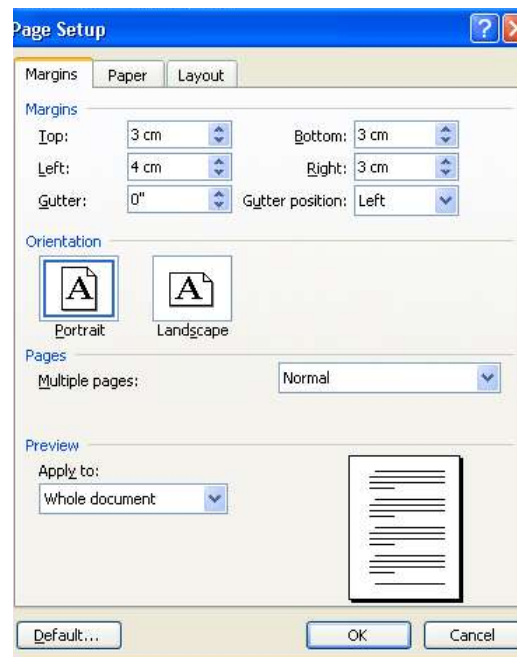 Page Setup
Margins Paper Layout
Margins
Top: 3 cm Bottom: 3 cm
Left: 4 cm Right: 3 cm
Gutter: 0" Gutter position: Left
Orientation
A A
Portrait Landscape
Pages
Multiple pages: Normal
Preview
Apply to:
Whole document
Default... OK Cancel